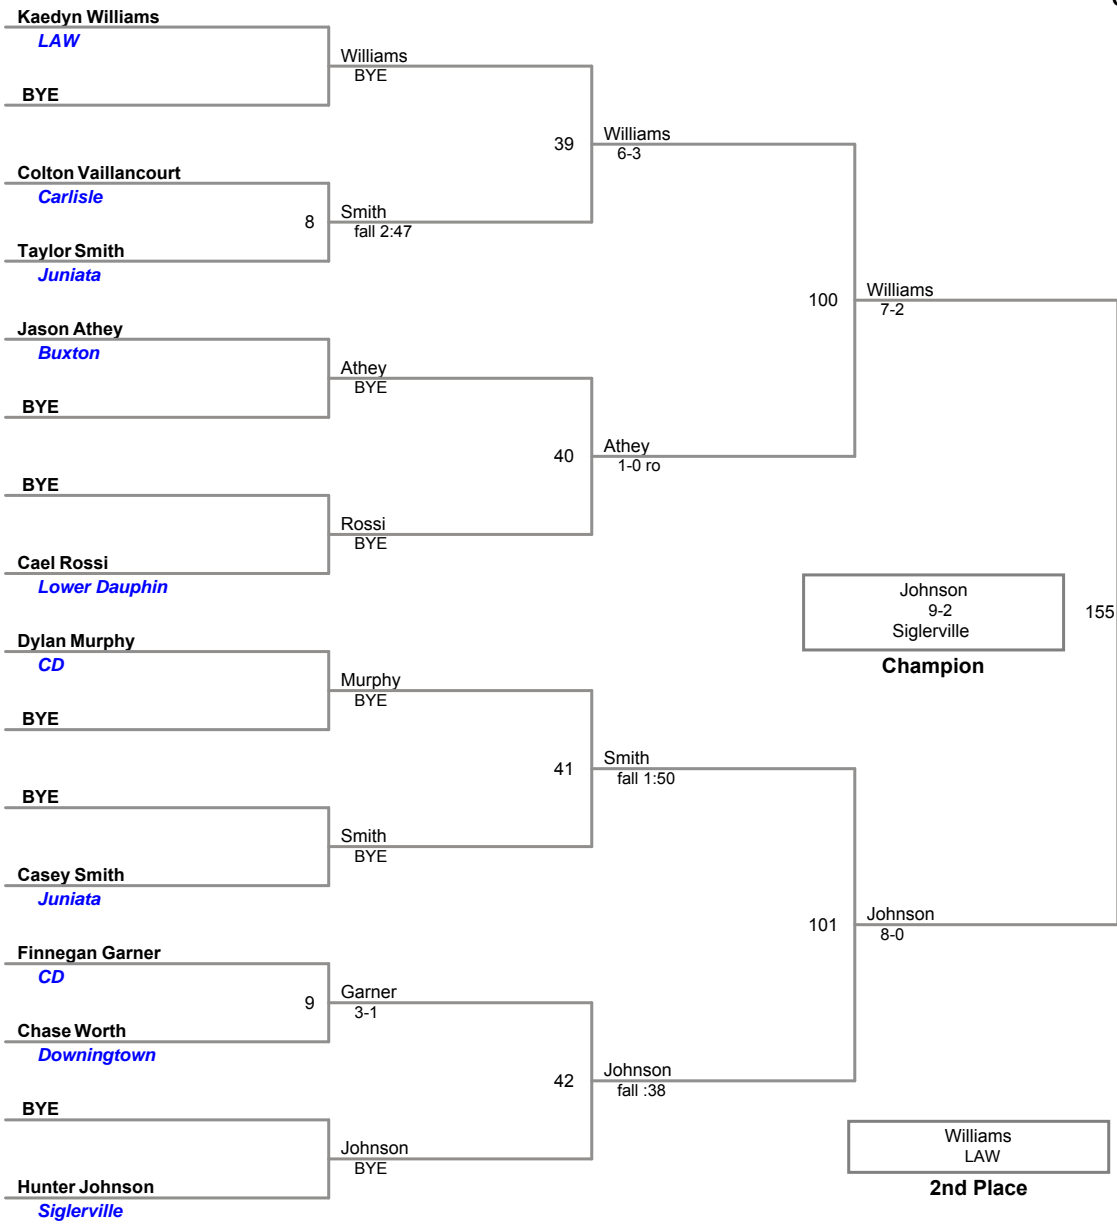 Kaedyn Williams
LAW
BYE
Williams
BYE
Colton Vaillancourt
Carlisle
8
Taylor Smith
Juniata
Smith
fall 2:47
39
Williams
6-3
Jason Athey
Buxton
BYE
Athey
BYE
BYE
Cael Rossi
Lower Dauphin
Rossi
BYE
40
Athey
1-0 ro
100
Williams
7-2
Dylan Murphy
CD
BYE
Murphy
BYE
BYE
Casey Smith
Juniata
Smith
BYE
41
Smith
fall 1:50
Finnegan Garner
CD
9
Chase Worth
Downingtown
Garner
3-1
BYE
Hunter Johnson
Siglerville
Johnson
BYE
42
Johnson
fall :38
101
Johnson
8-0
155
Johnson
9-2
Siglerville
Champion
Williams
LAW
2nd Place